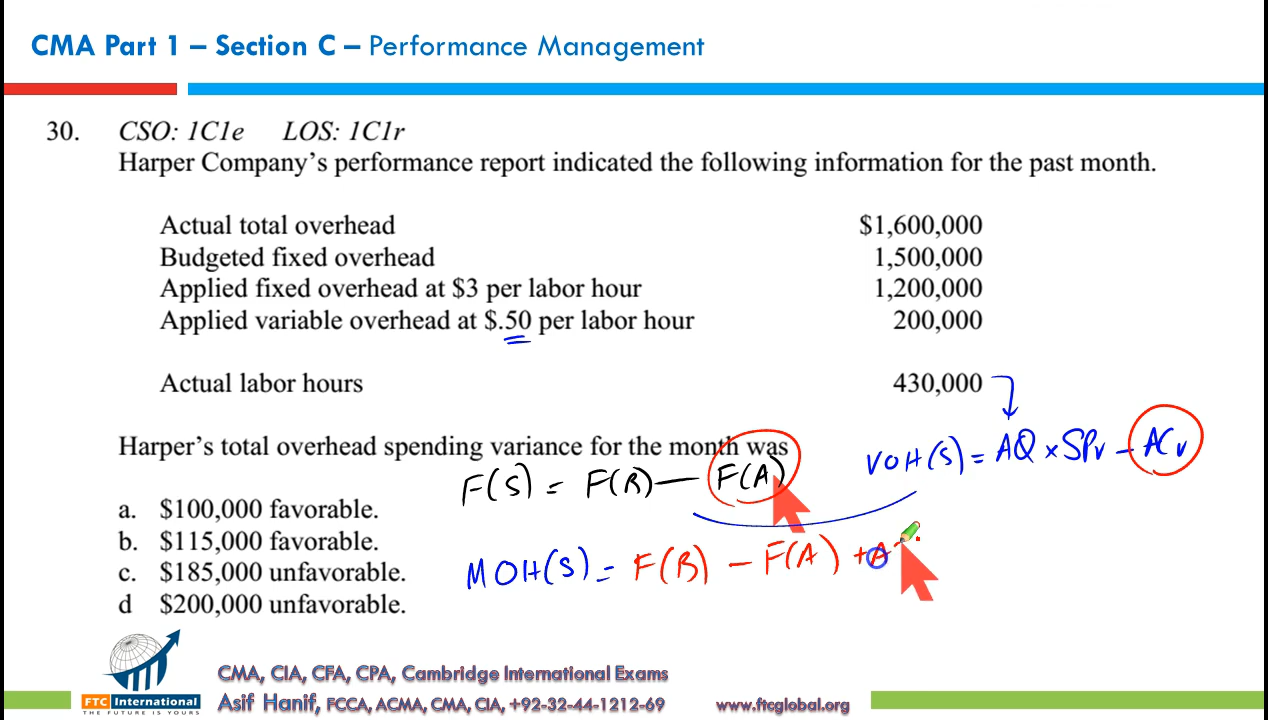 CMA Part 1 – Section C – Performance Management
30. CSO: 1C1e LOS: 1C1r
Harper Company's performance report indicated the following information for the past month.
Actual total overhead $1,600,000
Budgeted fixed overhead 1,500,000
Applied fixed overhead at $3 per labor hour 1,200,000
Applied variable overhead at $.50 per labor hour 200,000
Actual labor hours 430,000
Harper's total overhead spending variance for the month was
VOH(S) = AQ × SPv – ACv
F(S) = F(B) – F(A)
a. $100,000 favorable.
b. $115,000 favorable.
c. $185,000 unfavorable.
d $200,000 unfavorable.
MOH(S) = F(B) – F(A) + A
FTC International
THE FUTURE IS YOURS
CMA, CIA, CFA, CPA, Cambridge International Exams
Asif Hanif, FCCA, ACMA, CMA, CIA, +92-32-44-1212-69 www.ftcglobal.org